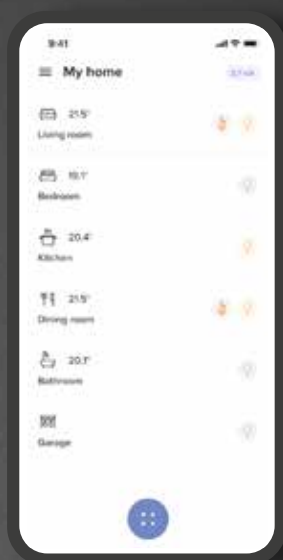 9:41
My home
21.5°
Living room
19.1°
Bedroom
20.4°
Kitchen
21.5°
Dining room
20.1°
Bathroom
Garage